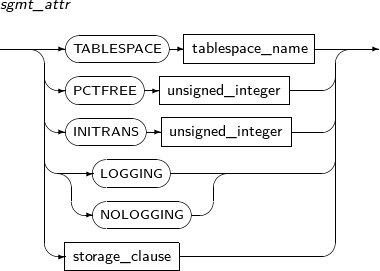 sgmt_attr
TABLESPACE tablespace_name
PCTFREE unsigned_integer
INITRANS unsigned_integer
LOGGING
NOLOGGING
storage_clause